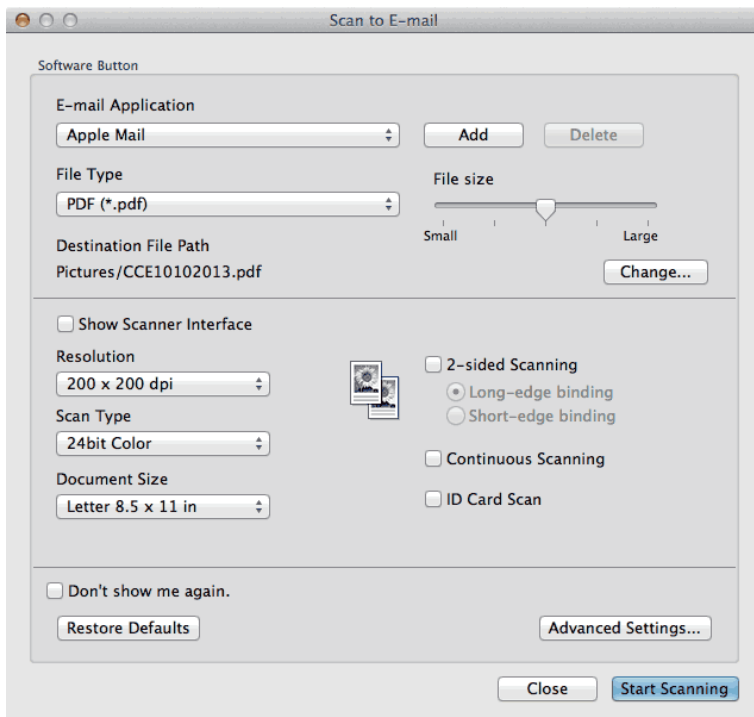 Scan to E-mail
Software Button
E-mail Application
Apple Mail
Add
Delete
File Type
PDF (*.pdf)
File size
Small
Large
Destination File Path
Pictures/CCE10102013.pdf
Change...
Show Scanner Interface
Resolution
200 x 200 dpi
Scan Type
24bit Color
Document Size
Letter 8.5 x 11 in
2-sided Scanning
Long-edge binding
Short-edge binding
Continuous Scanning
ID Card Scan
Don't show me again.
Restore Defaults
Advanced Settings...
Close
Start Scanning